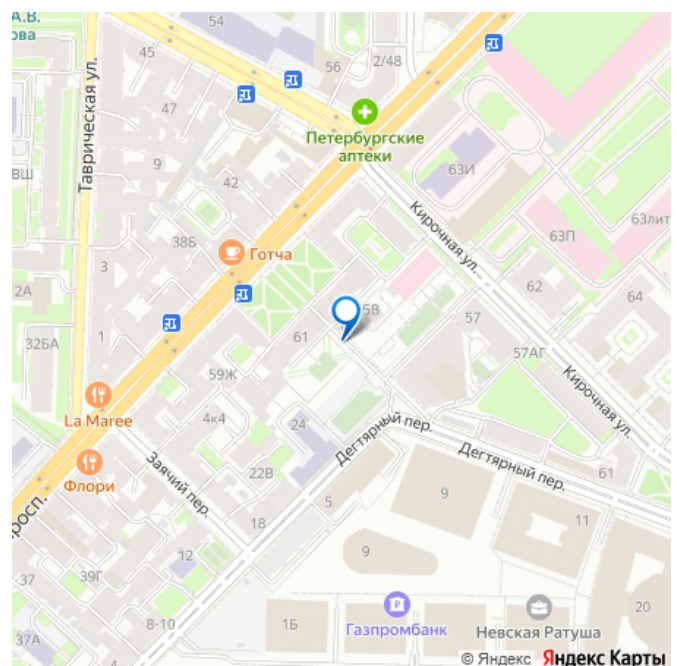 А.В.
ова
54
45
56
2/48
47
Петербургские
аптеки
Таврическая ул.
ВШ
9
42
63И
Кирочная ул.
63лит
63П
38Б
Готча
3
2А
62
64
5В
57
61
32БА
1
57АГ
59Ж
La Maree
4к4
24
Кирочная ул.
Дегтярный пер.
Дегтярный пер.
Заячий пер.
22В
61
Флори
росп.
18
5
9
11
9
12
37
39Г
20
Газпромбанк
Невская Ратуша
37А
8-10
1Б
© Яндекс Яндекс Карты